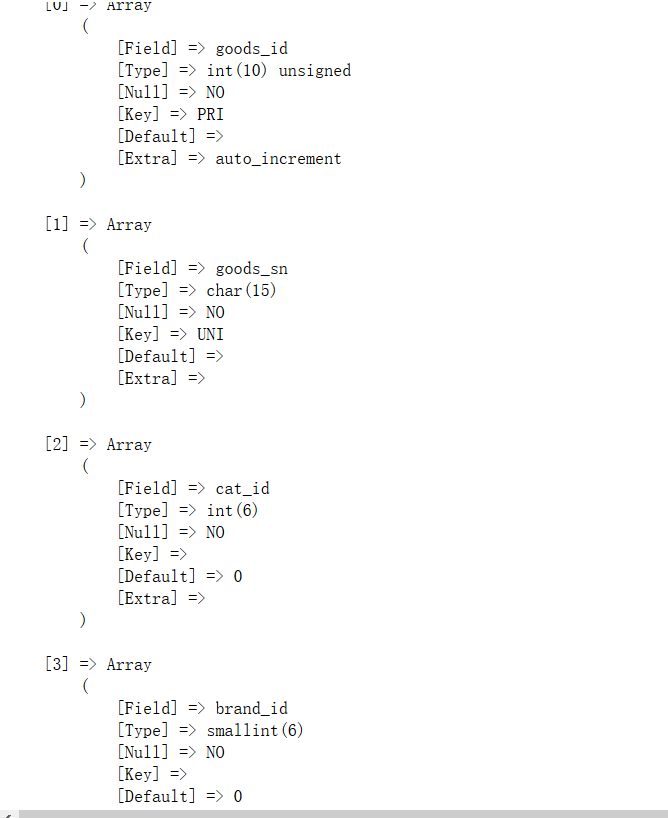 [0] => Array
(
[Field] => goods_id
[Type] => int(10) unsigned
[Null] => NO
[Key] => PRI
[Default] =>
[Extra] => auto_increment
)
[1] => Array
(
[Field] => goods_sn
[Type] => char(15)
[Null] => NO
[Key] => UNI
[Default] =>
[Extra] =>
)
[2] => Array
(
[Field] => cat_id
[Type] => int(6)
[Null] => NO
[Key] =>
[Default] => 0
[Extra] =>
)
[3] => Array
(
[Field] => brand_id
[Type] => smallint(6)
[Null] => NO
[Key] =>
[Default] => 0